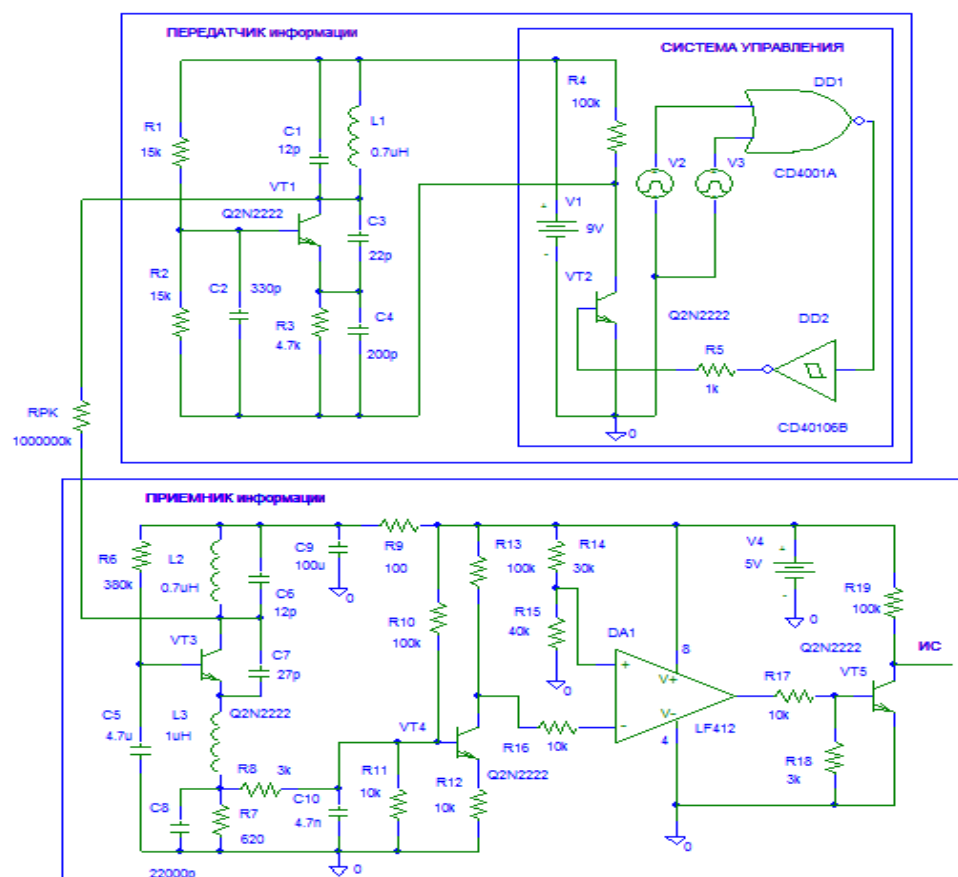 ПЕРЕДАТЧИК информации
СИСТЕМА УПРАВЛЕНИЯ
R1
15k
C1
12p
L1
0.7uH
VT1
Q2N2222
C3
22p
R2
15k
C2
330p
R3
4.7k
C4
200p
R4
100k
DD1
V2
V3
CD4001A
V1
+
9V
-
VT2
Q2N2222
DD2
R5
1k
CD40106B
0
RPK
1000000k
ПРИЕМНИК информации
R6
380k
L2
0.7uH
C6
12p
C9
100u
0
R9
100
R10
100k
R13
100k
R14
30k
R15
40k
0
V4
+
5V
-
0
R19
100k
VT3
C7
27p
Q2N2222
C5
4.7u
L3
1uH
R8
3k
C8
22000p
R7
620
C10
4.7n
R11
10k
VT4
Q2N2222
R12
10k
R16
10k
DA1
+
-
V+
8
V-
4
LF412
R17
10k
R18
3k
Q2N2222
VT5
ИС
0
0